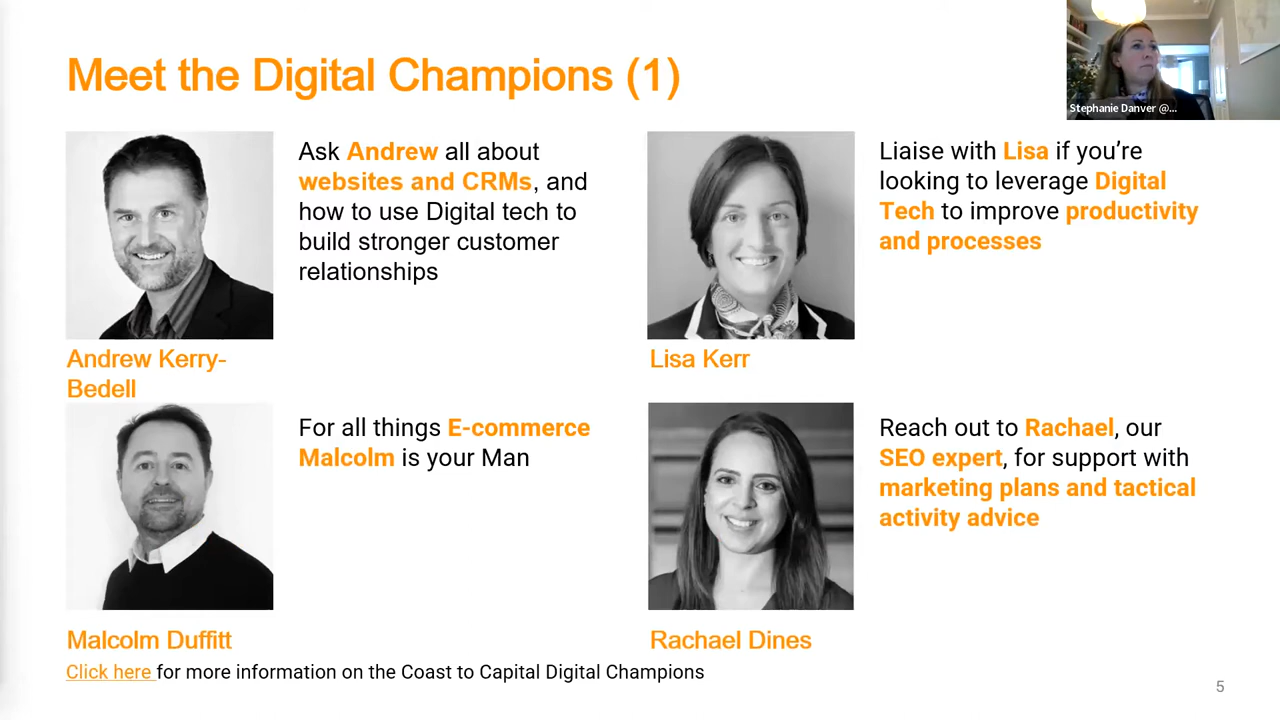 Meet the Digital Champions (1)
Stephanie Danver @...
Ask Andrew all about
websites and CRMs, and
how to use Digital tech to
build stronger customer
relationships
Andrew Kerry-
Bedell
Liaise with Lisa if you’re
looking to leverage Digital
Tech to improve productivity
and processes
Lisa Kerr
For all things E-commerce
Malcolm is your Man
Malcolm Duffitt
Reach out to Rachael, our
SEO expert, for support with
marketing plans and tactical
activity advice
Rachael Dines
Click here for more information on the Coast to Capital Digital Champions
5